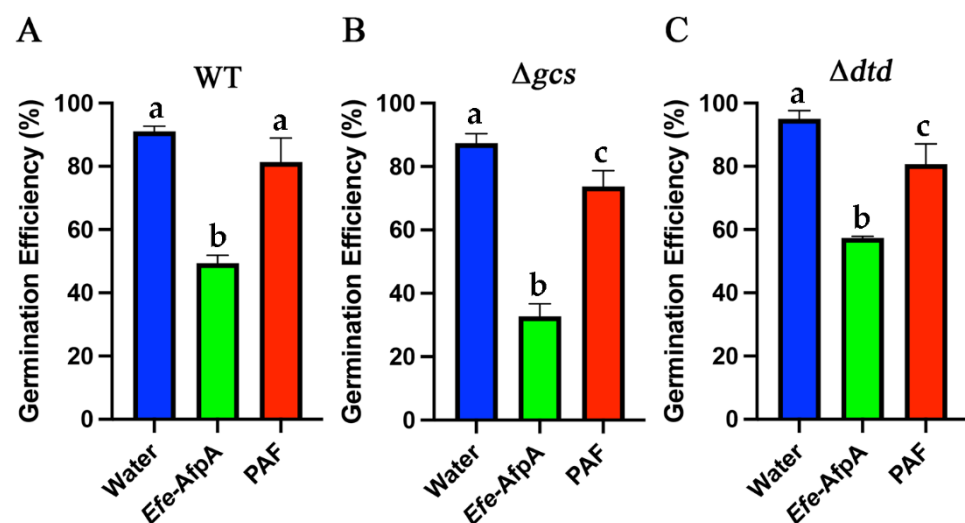 A
WT
Germination Efficiency (%)
100
80
60
40
20
0
a
b
a
Water
Efe-AfpA
PAF
B
Δgcs
Germination Efficiency (%)
100
80
60
40
20
0
a
b
c
Water
Efe-AfpA
PAF
C
Δdtd
Germination Efficiency (%)
100
80
60
40
20
0
a
b
c
Water
Efe-AfpA
PAF